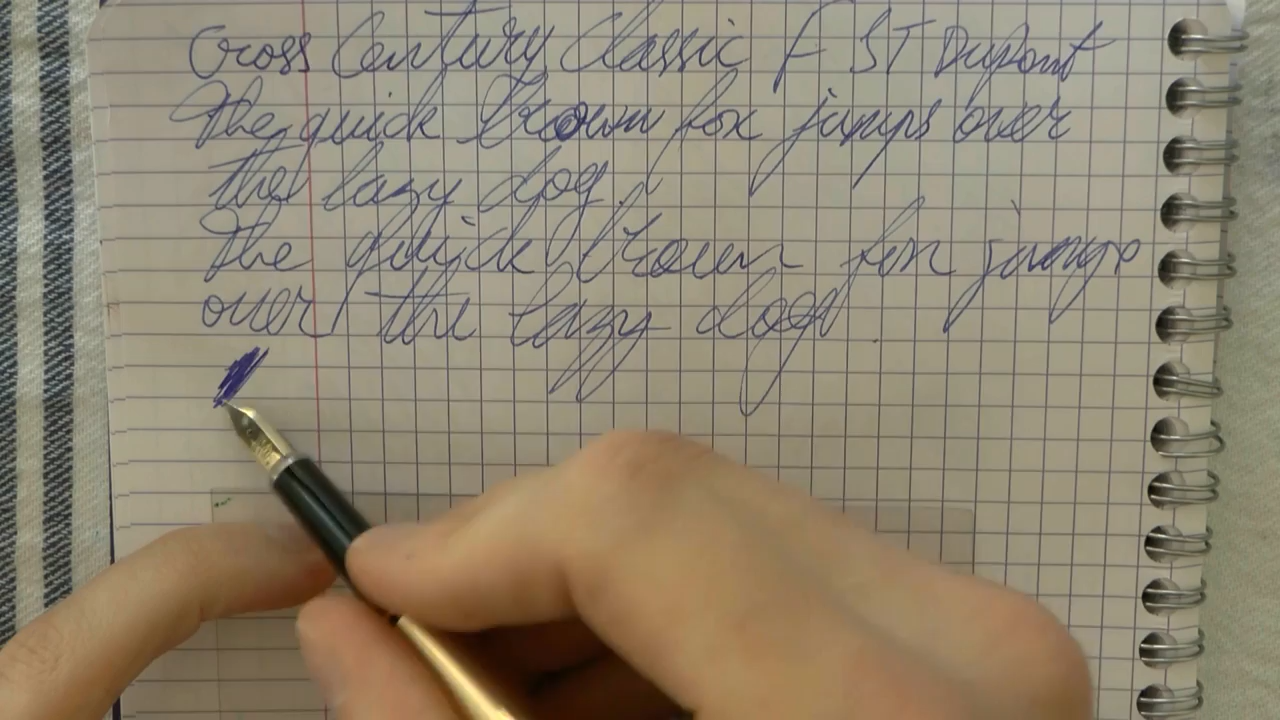 Cross Century Classic F ST Dupont
The quick brown fox jumps over
the lazy dog
The quick brown fox jumps
over the lazy dog